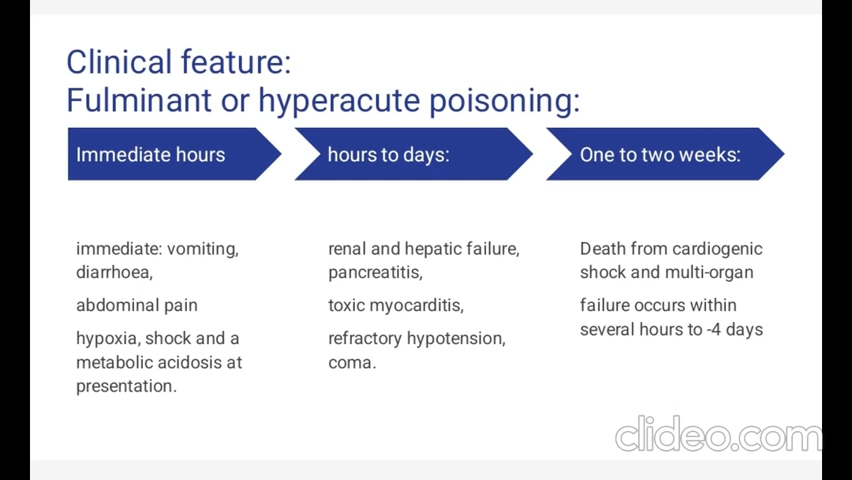 Clinical feature:
Fulminant or hyperacute poisoning:
Immediate hours
hours to days:
One to two weeks:
immediate: vomiting,
diarrhoea,
abdominal pain
hypoxia, shock and a
metabolic acidosis at
presentation.
renal and hepatic failure,
pancreatitis,
toxic myocarditis,
refractory hypotension,
coma.
Death from cardiogenic
shock and multi-organ
failure occurs within
several hours to -4 days
clideo.com